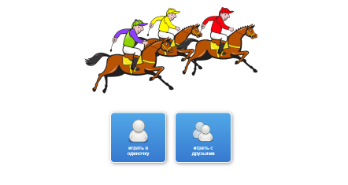 играть в
одиночку
играть с
друзьями